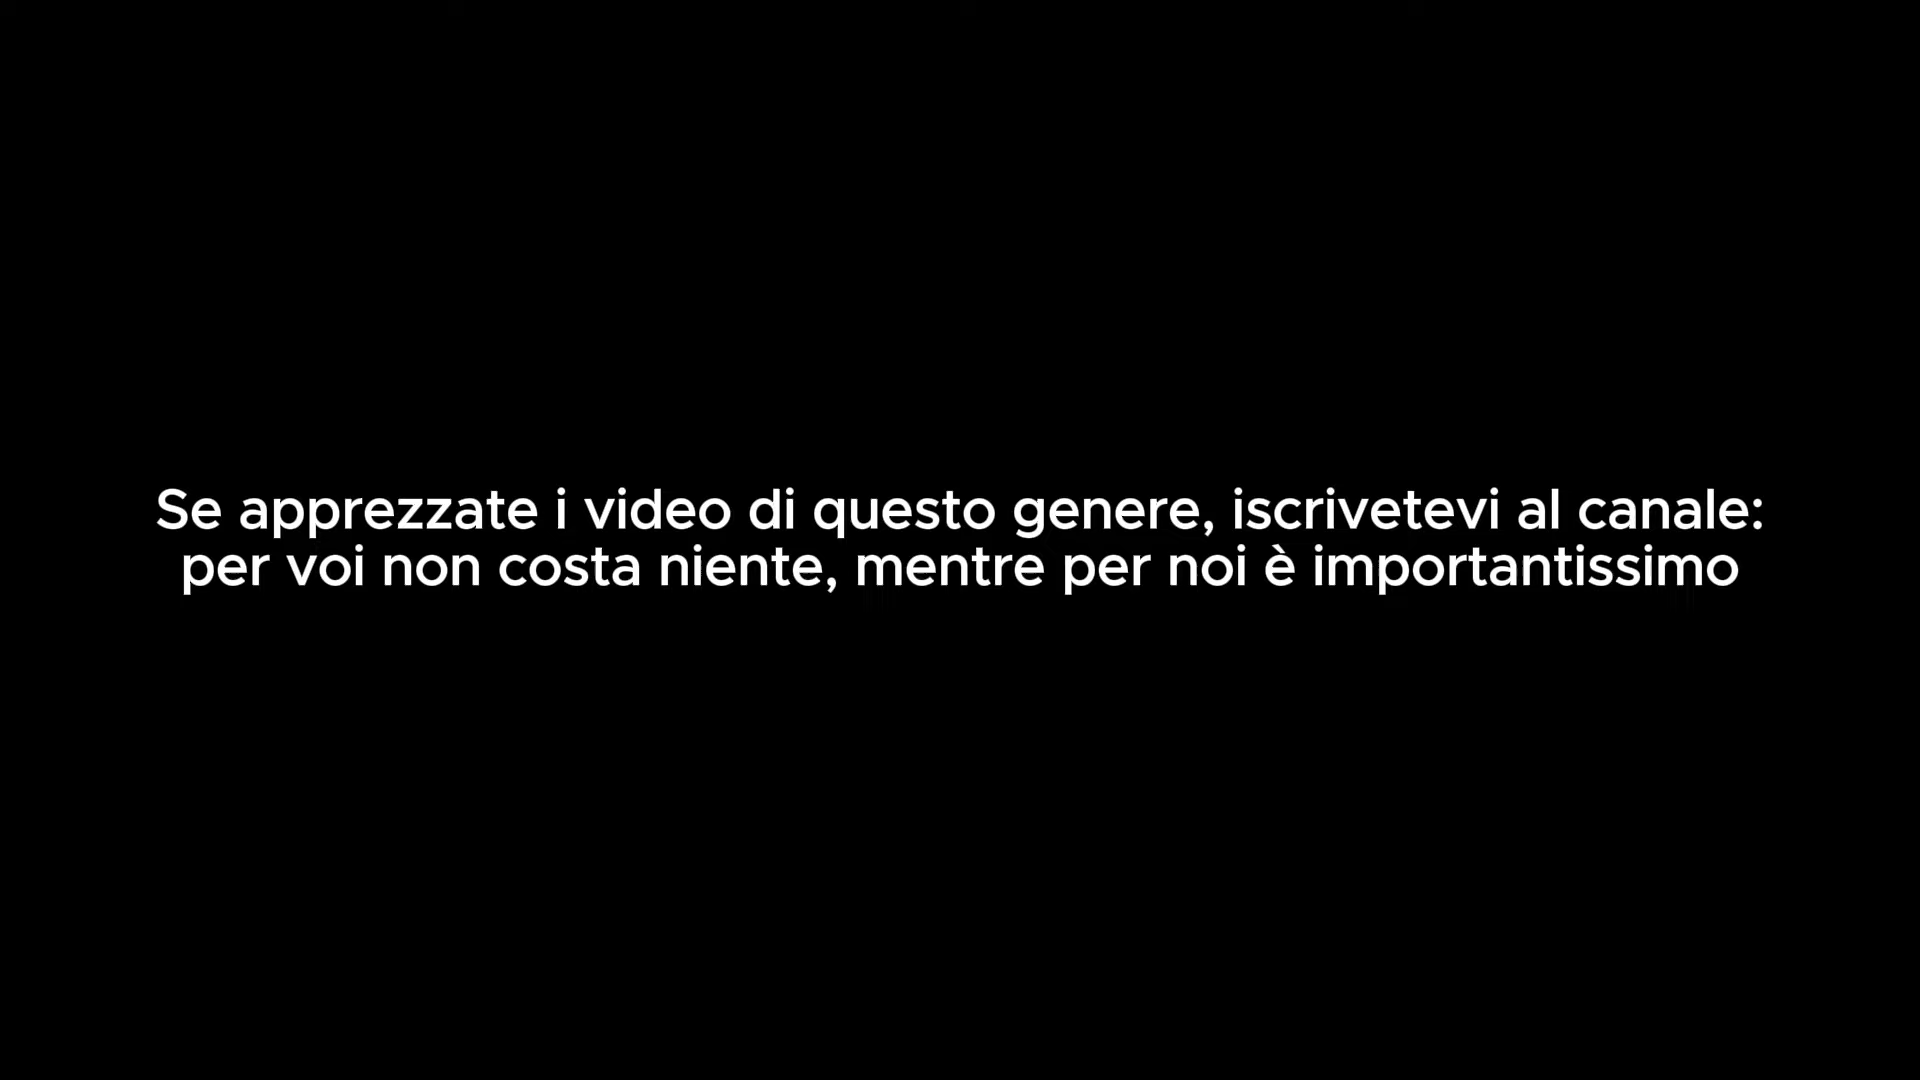 Se apprezzate i video di questo genere, iscrivetevi al canale:
per voi non costa niente, mentre per noi è importantissimo